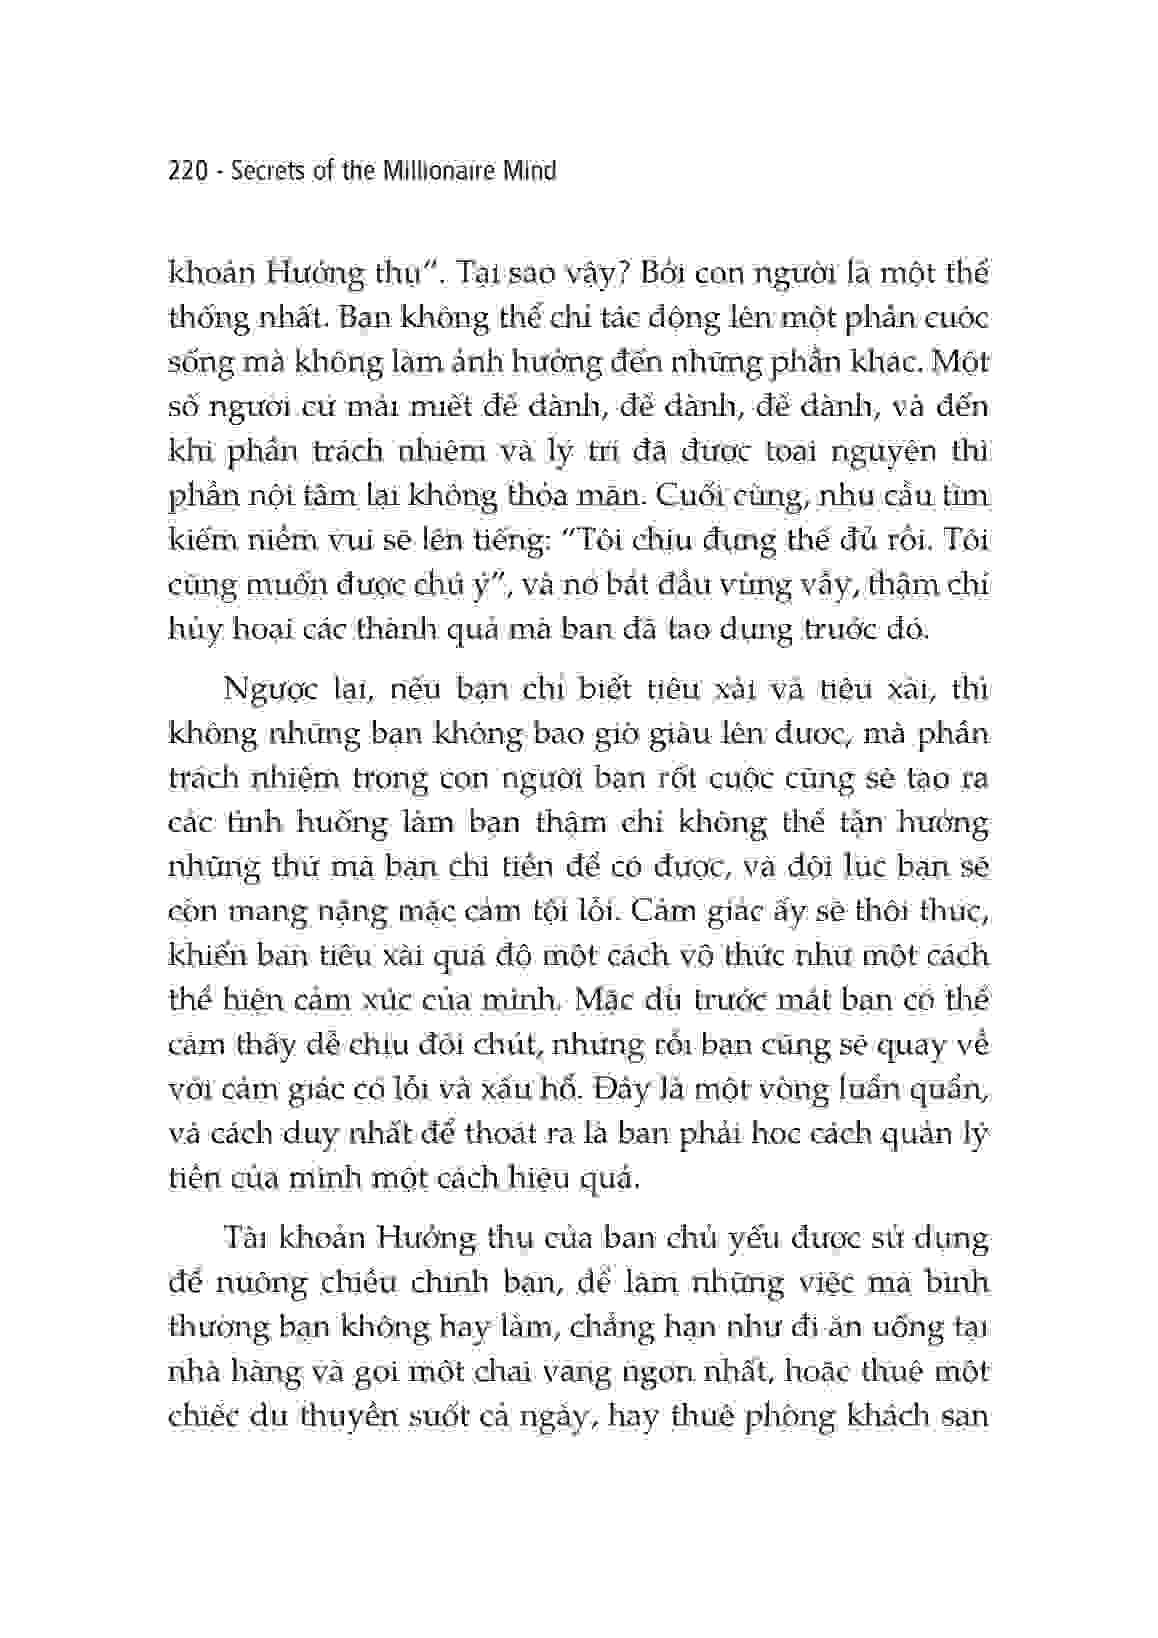 220 - Secrets of the Millionaire Mind
khoản Hưởng thụ“. Tại sao vậy? Bởi con người là một thể
thống nhất. Bạn không thể chỉ tác động lên một phần cuộc
sống mà không làm ảnh hưởng đến những phần khác. Một
số người cứ mải miết để dành, để dành, để dành, và đến
khi phần trách nhiệm và lý trí đã được toại nguyện thì
phần nội tâm lại không thỏa mãn. Cuối cùng, nhu cầu tìm
kiếm niềm vui sẽ lên tiếng: “Tôi chịu đựng thế đủ rồi. Tôi
cũng muốn được chú ý”, và nó bắt đầu vùng vẫy, thậm chí
hủy hoại các thành quả mà bạn đã tạo dựng trước đó.
Ngược lại, nếu bạn chỉ biết tiêu xài và tiêu xài, thì
không những bạn không bao giờ giàu lên được, mà phần
trách nhiệm trong con người bạn rốt cuộc cũng sẽ tạo ra
các tình huống làm bạn thậm chí không thể tận hưởng
những thứ mà bạn chi tiền để có được, và đôi lúc bạn sẽ
còn mang nặng mặc cảm tội lỗi. Cảm giác ấy sẽ thôi thúc,
khiến bạn tiêu xài quá độ một cách vô thức như một cách
thể hiện cảm xúc của mình. Mặc dù trước mắt bạn có thể
cảm thấy dễ chịu đôi chút, nhưng rồi bạn cũng sẽ quay về
với cảm giác có lỗi và xấu hổ. Đây là một vòng luẩn quẩn,
và cách duy nhất để thoát ra là bạn phải học cách quản lý
tiền của mình một cách hiệu quả.
Tài khoản Hưởng thụ của bạn chủ yếu được sử dụng
để nuông chiều chính bạn, để làm những việc mà bình
thường bạn không hay làm, chẳng hạn như đi ăn uống tại
nhà hàng và gọi một chai vang ngon nhất, hoặc thuê một
chiếc du thuyền suốt cả ngày, hay thuê phòng khách sạn